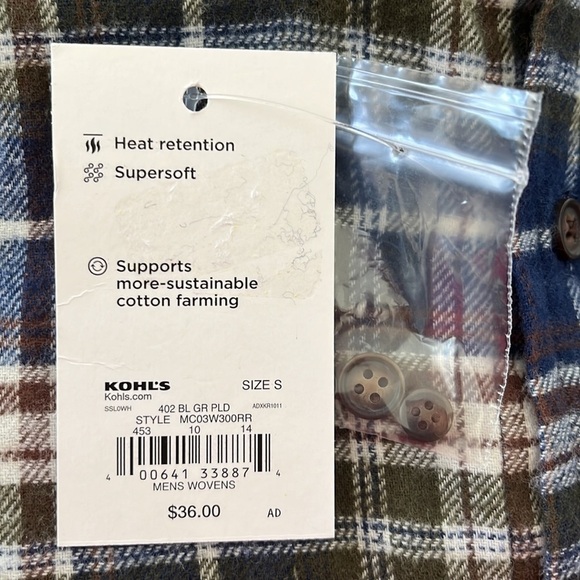 Heat retention
Supersoft
Supports
more-sustainable
cotton farming
KOHL'S SIZE S
Kohls.com
SSL0WH 402 BL GR PLD ADXKR1011
STYLE MC03W300RR
453 10 14
4 00641 33887 4
MENS WOVENS
$36.00 AD